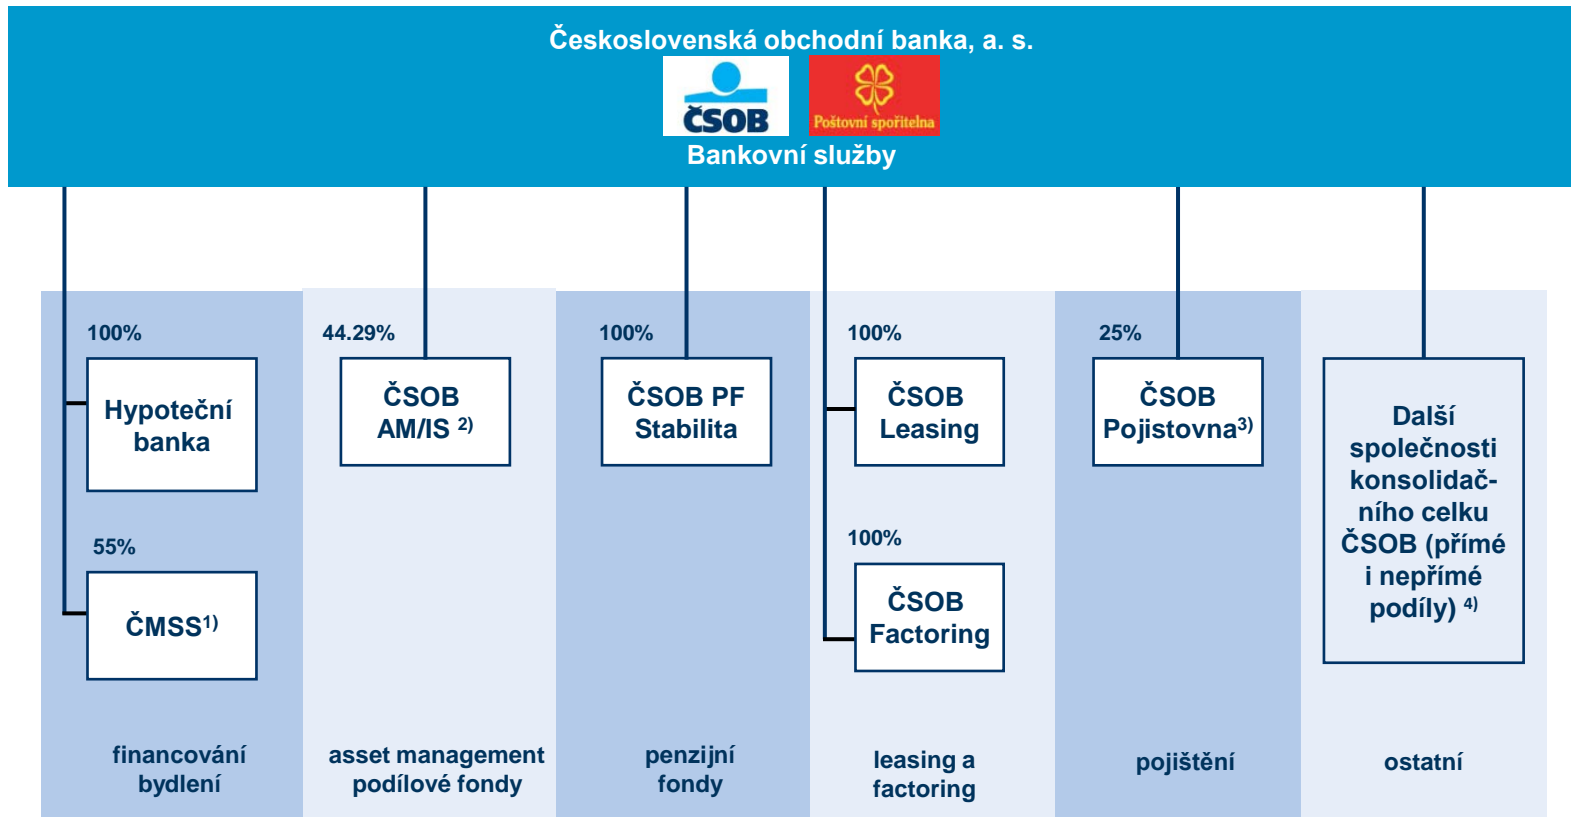 Československá obchodní banka, a. s.
ČSOB
Poštovní spořitelna
Bankovní služby
100%
Hypoteční
banka
55%
ČMSS1)
financování
bydlení
44.29%
ČSOB
AM/IS 2)
asset management
podílové fondy
100%
ČSOB PF
Stabilita
penzijní
fondy
100%
ČSOB
Leasing
100%
ČSOB
Factoring
leasing a
factoring
25%
ČSOB
Pojistovna3)
pojištění
Další
společnosti
konsolidač-
ního celku
ČSOB (přímé
i nepřímé
podíly) 4)
ostatní